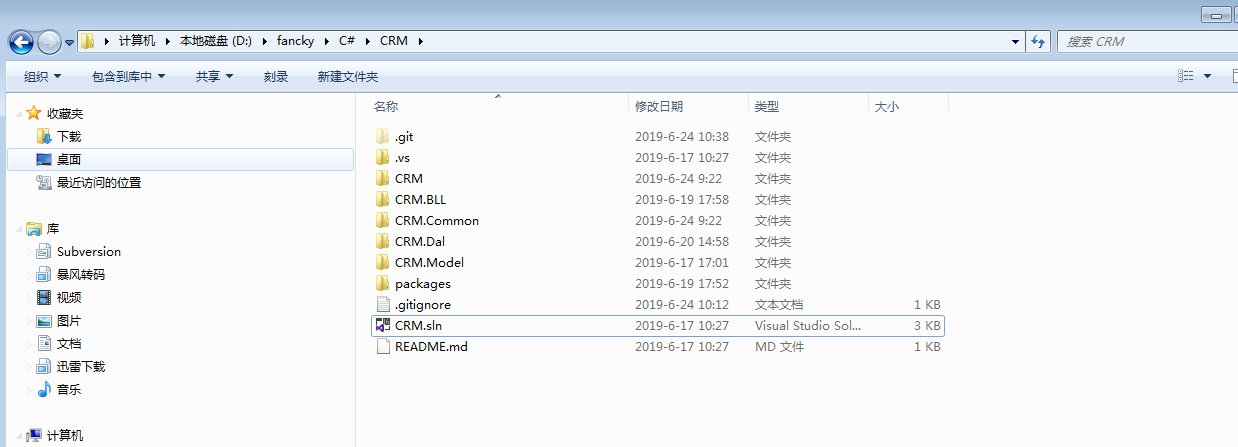 计算机 本地磁盘 (D:) fancky C# CRM 搜索 CRM
组织 包含到库中 共享 刻录 新建文件夹
收藏夹
下载
桌面
最近访问的位置
库
Subversion
暴风转码
视频
图片
文档
迅雷下载
音乐
计算机
名称 修改日期 类型 大小
.git 2019-6-24 10:38 文件夹
.vs 2019-6-17 10:27 文件夹
CRM 2019-6-24 9:22 文件夹
CRM.BLL 2019-6-19 17:58 文件夹
CRM.Common 2019-6-24 9:22 文件夹
CRM.Dal 2019-6-20 14:58 文件夹
CRM.Model 2019-6-17 17:01 文件夹
packages 2019-6-19 17:52 文件夹
.gitignore 2019-6-24 10:12 文本文档 1 KB
CRM.sln 2019-6-17 10:27 Visual Studio Sol... 3 KB
README.md 2019-6-17 10:27 MD 文件 1 KB